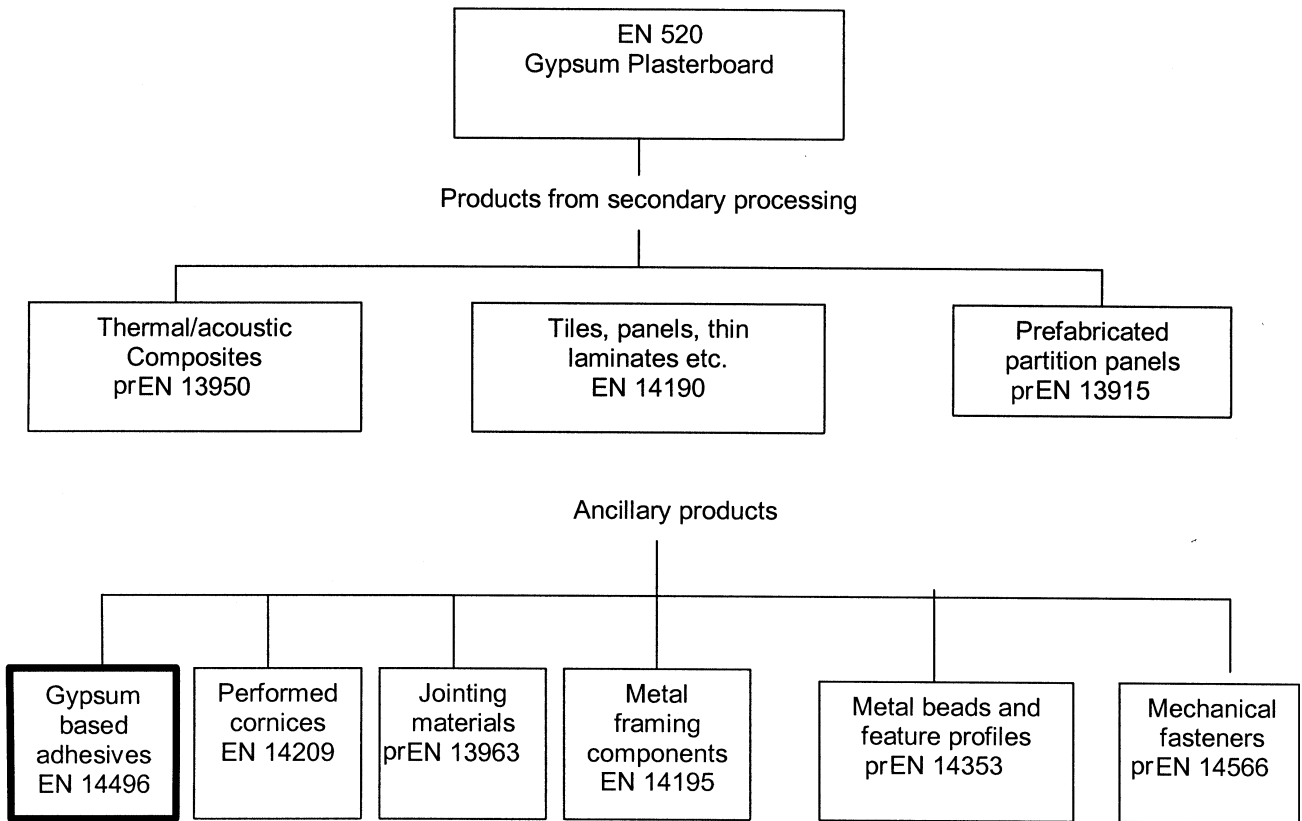 EN 520
Gypsum Plasterboard
Products from secondary processing
Thermal/acoustic
Composites
prEN 13950
Tiles, panels, thin
laminates etc.
EN 14190
Prefabricated
partition panels
prEN 13915
Ancillary products
Gypsum
based
adhesives
EN 14496
Performed
cornices
EN 14209
Jointing
materials
prEN 13963
Metal
framing
components
EN 14195
Metal beads and
feature profiles
prEN 14353
Mechanical
fasteners
prEN 14566